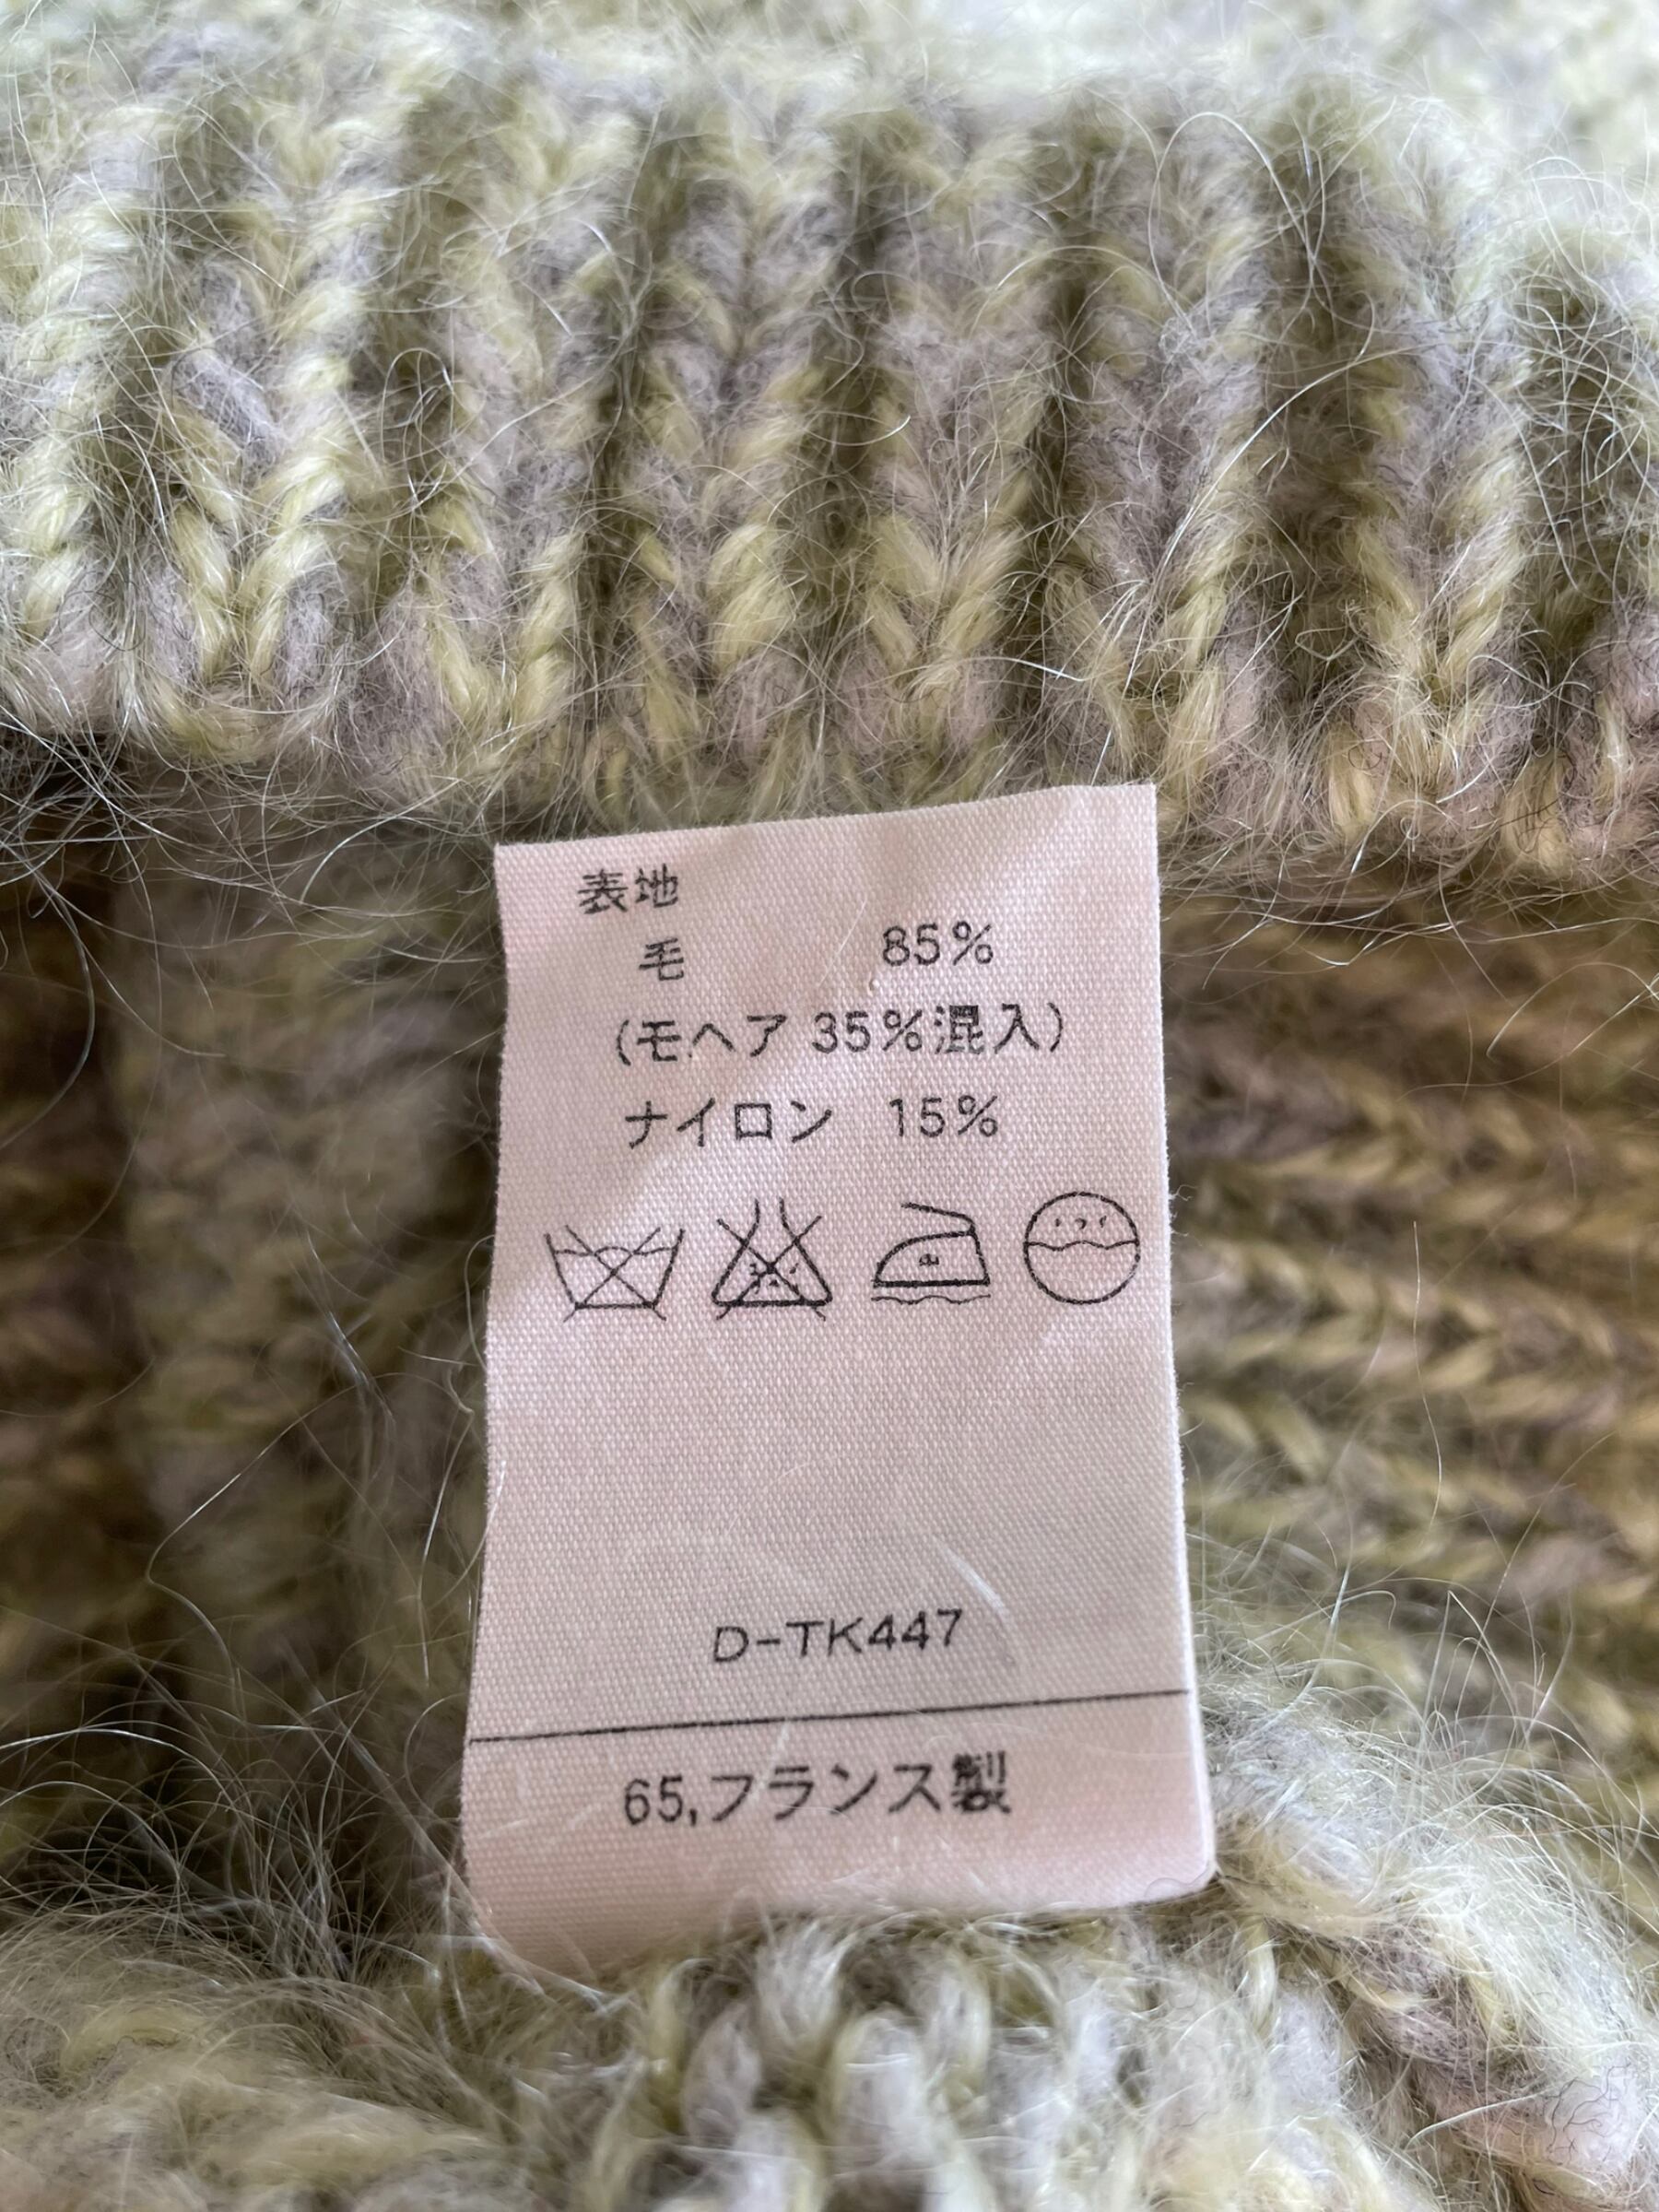 表地
毛 85%
(モヘア 35%混入)
ナイロン 15%
中
D-TK447
65,フランス製